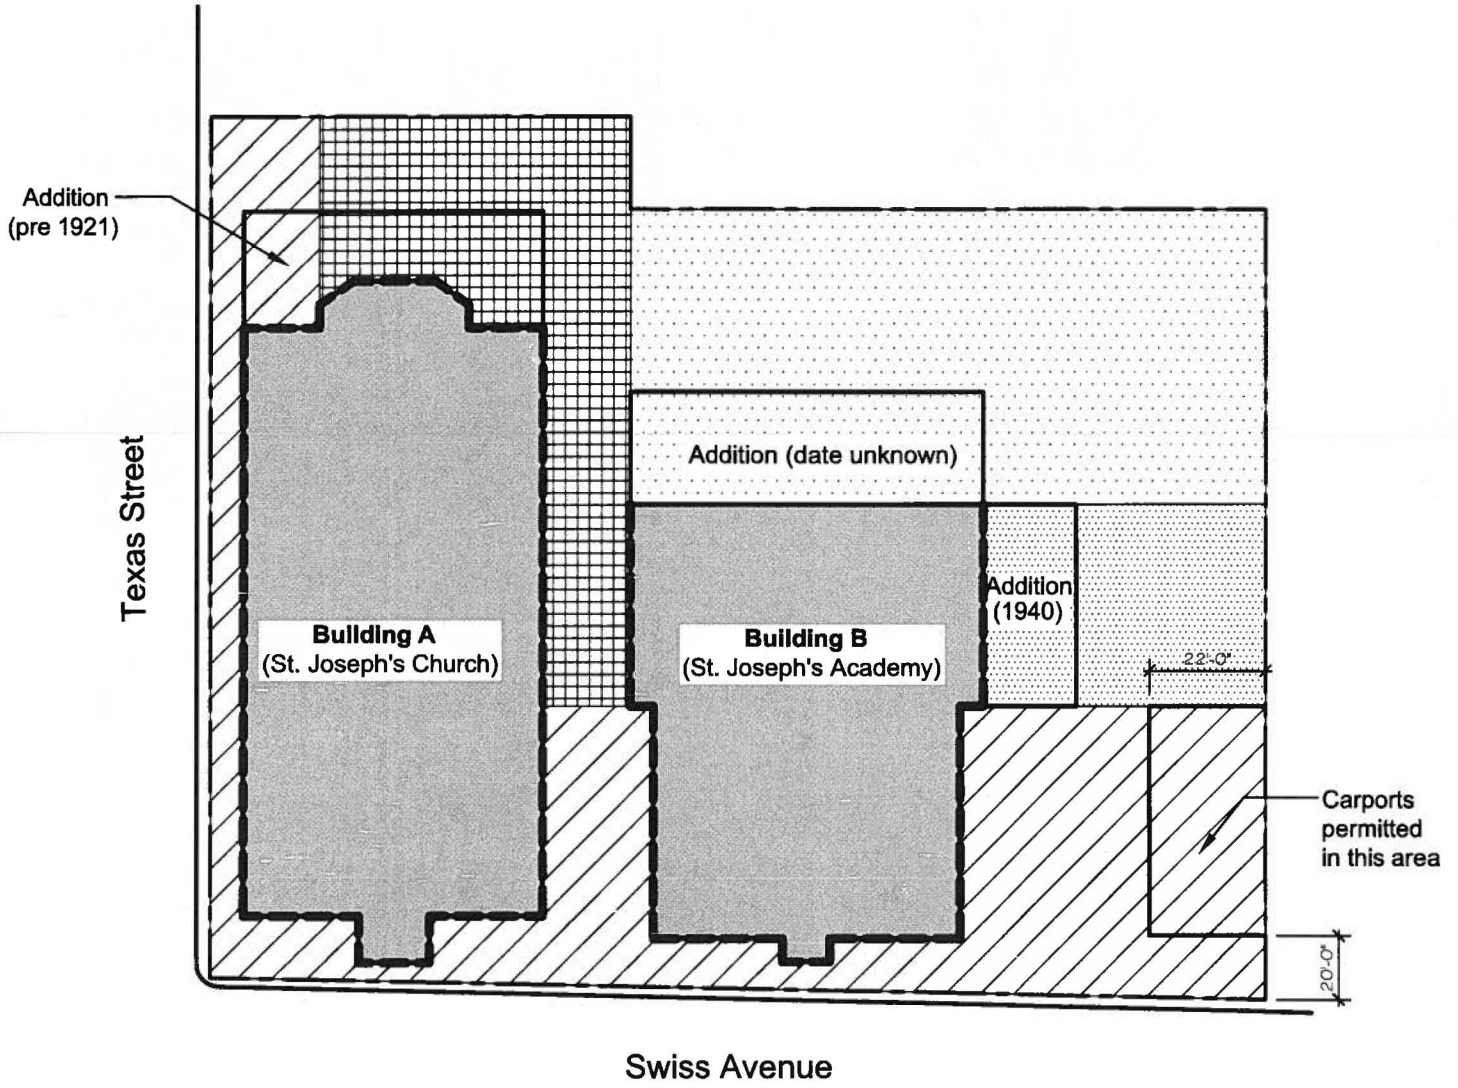 Addition
(pre 1921)
Addition (date unknown)
Texas Street
Addition
(1940)
Building A
(St. Joseph's Church)
Building B
(St. Joseph's Academy)
22'-0"
Carports
permitted
in this area
20'-0"
Swiss Avenue